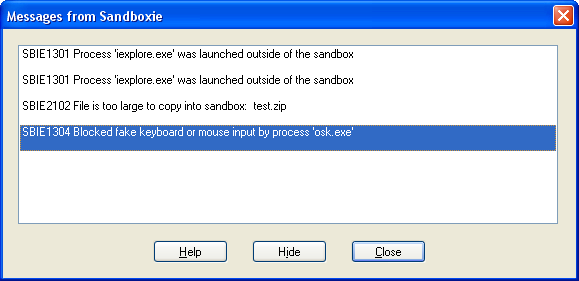 Messages from Sandboxie
SBIE1301 Process 'iexplore.exe' was launched outside of the sandbox
SBIE1301 Process 'iexplore.exe' was launched outside of the sandbox
SBIE2102 File is too large to copy into sandbox:  test.zip
SBIE1304 Blocked fake keyboard or mouse input by process 'osk.exe'
Help
Hide
Close